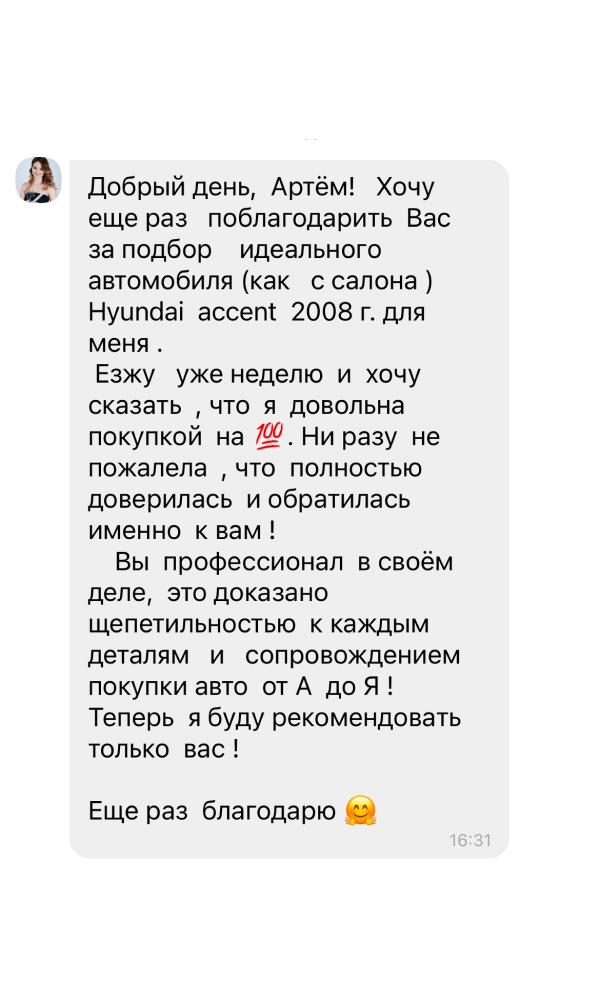 Добрый день, Артём! Хочу
еще раз поблагодарить Вас
за подбор идеального
автомобиля (как с салона )
Hyundai accent 2008 г. для
меня .
Езжу уже неделю и хочу
сказать , что я довольна
покупкой на 💯 . Ни разу не
пожалела , что полностью
доверилась и обратилась
именно к вам !
Вы профессионал в своём
деле, это доказано
щепетильностью к каждым
деталям и сопровождением
покупки авто от А до Я !
Теперь я буду рекомендовать
только вас !
Еще раз благодарю 🤗
16:31